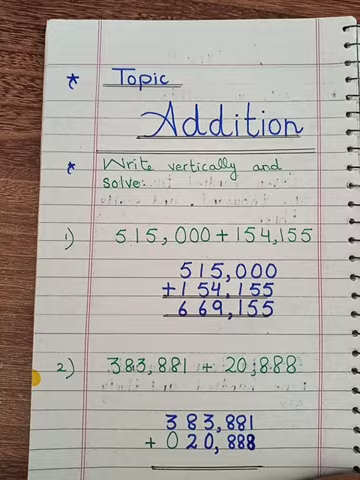 * Topic
Addition
* Write vertically and
solve:
1) 515,000 + 154,155
515,000
+154,155
669,155
2) 383,881 + 20,888
383,881
+ 020,888